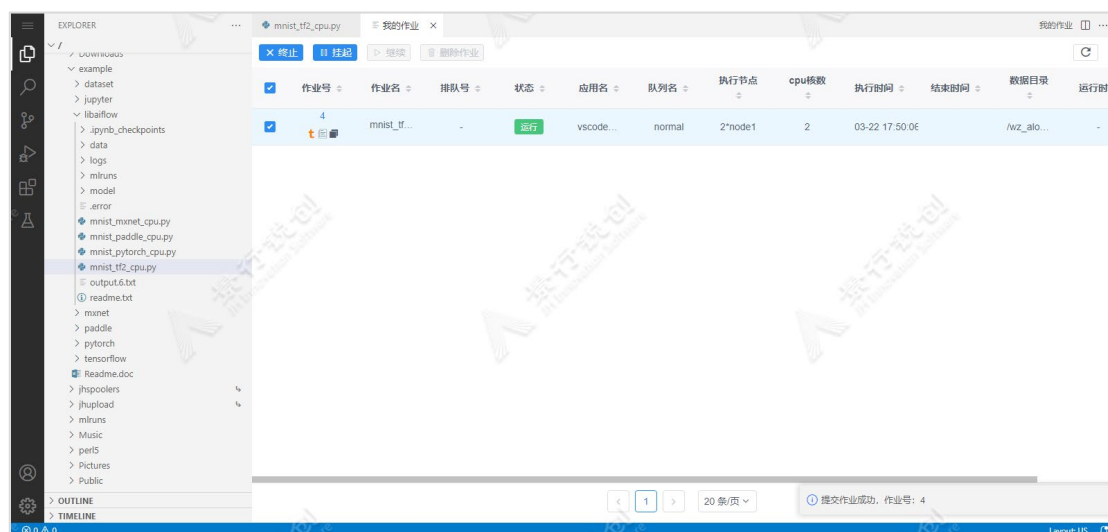 EXPLORER
mnist_tf2_cpu.py
我的作业
我的作业
/
Downloads
example
dataset
jupyter
libaiflow
.ipynb_checkpoints
data
logs
mlruns
model
.error
mnist_mxnet_cpu.py
mnist_paddle_cpu.py
mnist_pytorch_cpu.py
mnist_tf2_cpu.py
output.6.txt
readme.txt
mxnet
paddle
pytorch
tensorflow
Readme.doc
jhspoolers
jhupload
mlruns
Music
perl5
Pictures
Public
OUTLINE
TIMELINE
终止 挂起 继续 删除作业
作业号 作业名 排队号 状态 应用名 队列名 执行节点 cpu核数 执行时间 结束时间 数据目录 运行时
4 mnist_tf... - 运行 vscode... normal 2*node1 2 03-22 17:50:06 /wz_alo... -
1 20 条/页
提交作业成功, 作业号: 4
0 0
Layout: US